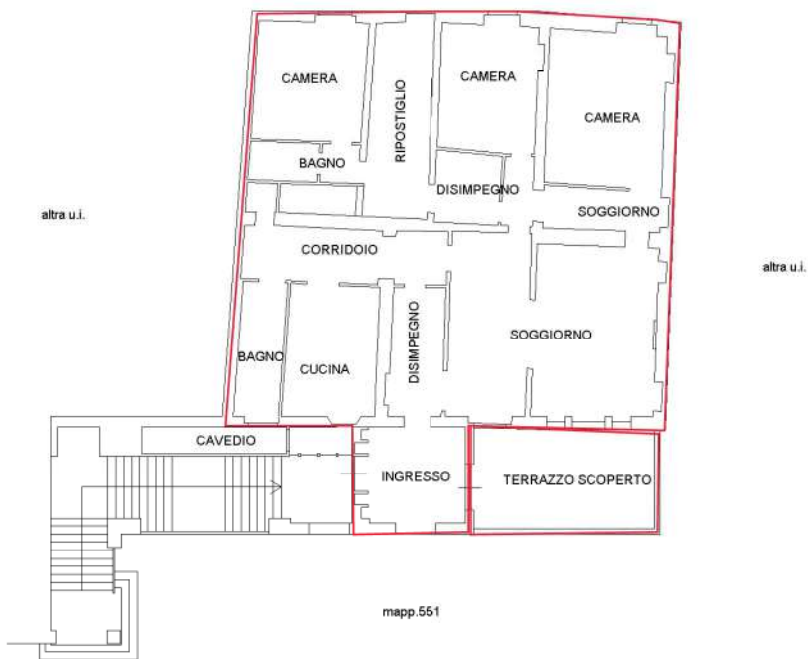 CAMERA
CAMERA
CAMERA
RIPOSTIGLIO
BAGNO
DISIMPEGNO
SOGGIORNO
altra u.i.
altra u.i.
CORRIDOIO
DISIMPEGNO
SOGGIORNO
BAGNO
CUCINA
CAVEDIO
INGRESSO
TERRAZZO SCOPERTO
mapp.551